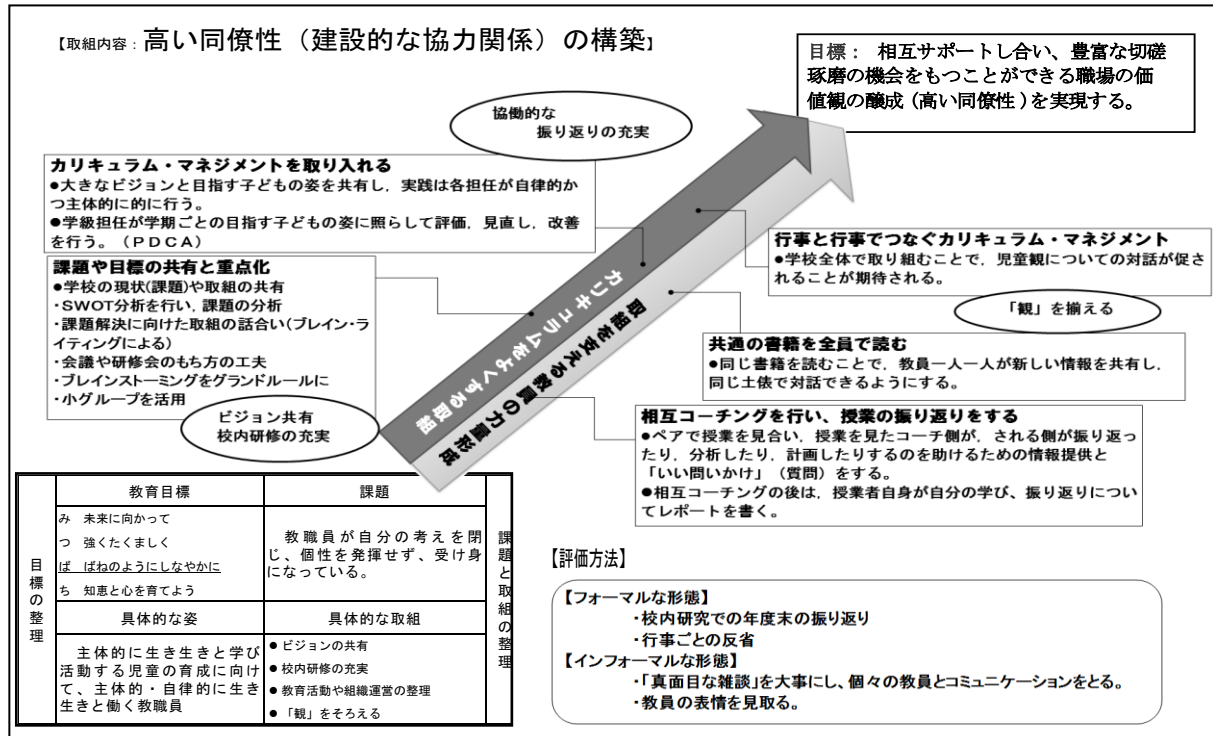 【取組内容：高い同僚性（建設的な協力関係）の構築】
目標：　相互サポートし合い、豊富な切磋
琢磨の機会をもつことができる職場の価
値観の醸成（高い同僚性）を実現する。
協働的な
振り返りの充実
カリキュラム・マネジメントを取り入れる
●大きなビジョンと目指す子どもの姿を共有し，実践は各担任が自律的か
つ主体的に的に行う。
●学級担任が学期ごとの目指す子どもの姿に照らして評価，見直し，改善
を行う。（ＰＤＣＡ）
課題や目標の共有と重点化
●学校の現状(課題)や取組の共有
・SWOT分析を行い，課題の分析
・課題解決に向けた取組の話合い(ブレイン・ラ
イティングによる)
・会議や研修会のもち方の工夫
・ブレインストーミングをグランドルールに
・小グループを活用
ビジョン共有
校内研修の充実
カリキュラムをよくする取組
取組を支える教員の力量形成
行事と行事でつなぐカリキュラム・マネジメント
●学校全体で取り組むことで，児童観についての対話が促さ
れることが期待される。
「観」を揃える
共通の書籍を全員で読む
●同じ書籍を読むことで，教員一人一人が新しい情報を共有し，
同じ土俵で対話できるようにする。
相互コーチングを行い、授業の振り返りをする
●ペアで授業を見合い，授業を見たコーチ側が，される側が振り返っ
たり，分析したり，計画したりするのを助けるための情報提供と
「いい問いかけ」（質問）をする。
●相互コーチングの後は，授業者自身が自分の学び、振り返りについ
てレポートを書く。
目標の整理
教育目標
み　未来に向かって
つ　強くたくましく
ば　ばねのようにしなやかに
ち　知恵と心を育てよう
課題
教職員が自分の考えを閉
じ、個性を発揮せず、受け身
になっている。
具体的な姿
主体的に生き生きと学び
活動する児童の育成に向け
て、主体的・自律的に生き
生きと働く教職員
具体的な取組
●ビジョンの共有
●校内研修の充実
●教育活動や組織運営の整理
●「観」をそろえる
課題と取組の整理
【評価方法】
【フォーマルな形態】
・校内研究での年度末の振り返り
・行事ごとの反省
【インフォーマルな形態】
・「真面目な雑談」を大事にし、個々の教員とコミュニケーションをとる。
・教員の表情を見取る。